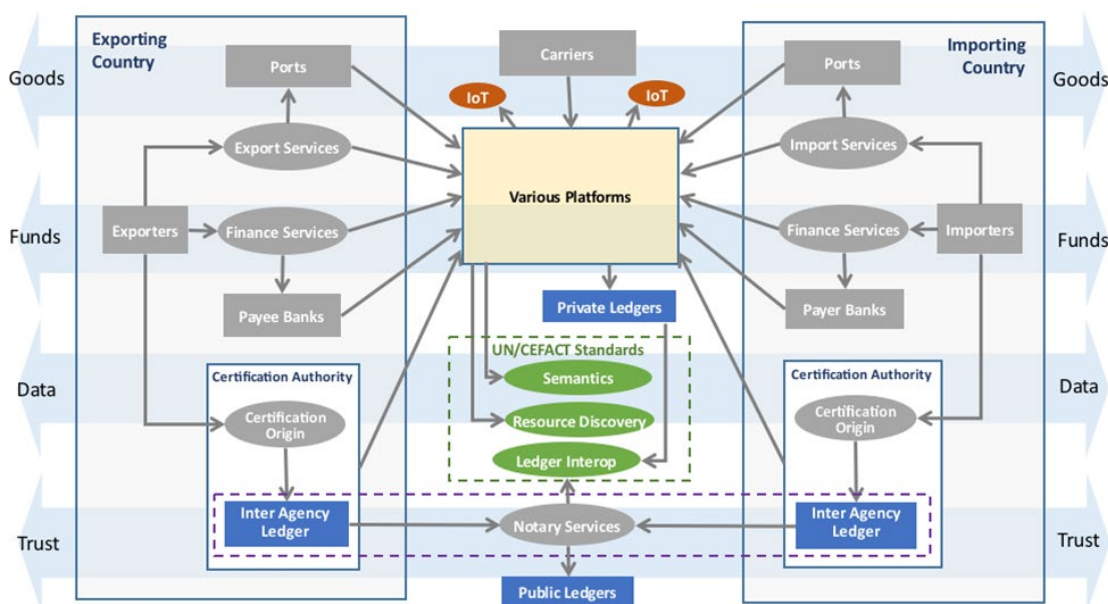 Exporting
Country
Importing
Country
Goods
Goods
Ports
Carriers
Ports
IoT
IoT
Export Services
Import Services
Various Platforms
Funds
Funds
Exporters
Finance Services
Finance Services
Importers
Payee Banks
Private Ledgers
Payer Banks
UN/CEFACT Standards
Data
Data
Certification Authority
Semantics
Certification Authority
Certification
Origin
Resource Discovery
Certification
Origin
Ledger Interop
Trust
Trust
Inter Agency
Ledger
Notary Services
Inter Agency
Ledger
Public Ledgers